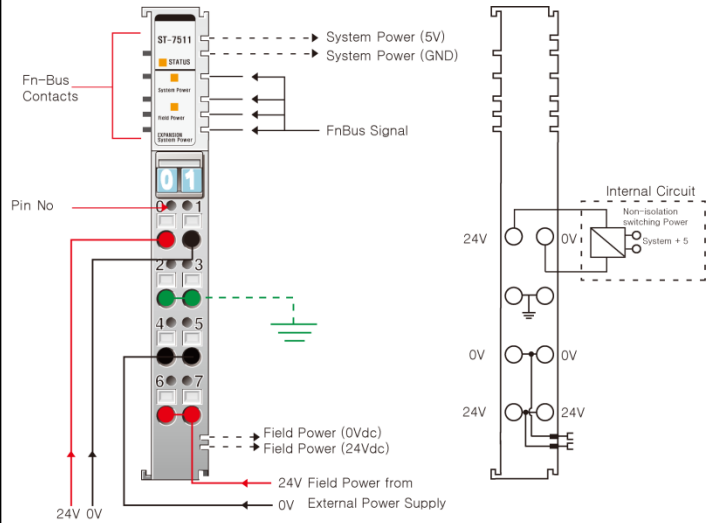 ST-7511
STATUS
System Power
Field Power
EXPANSION
System Power
System Power (5V)
System Power (GND)
Fn-Bus
Contacts
FnBus Signal
0 1
Pin No
0 1
2 3
4 5
6 7
Field Power (0Vdc)
Field Power (24Vdc)
24V Field Power from
0V External Power Supply
24V 0V
Internal Circuit
Non-isolation
switching Power
System + 5
24V 0V
0V 0V
24V 24V